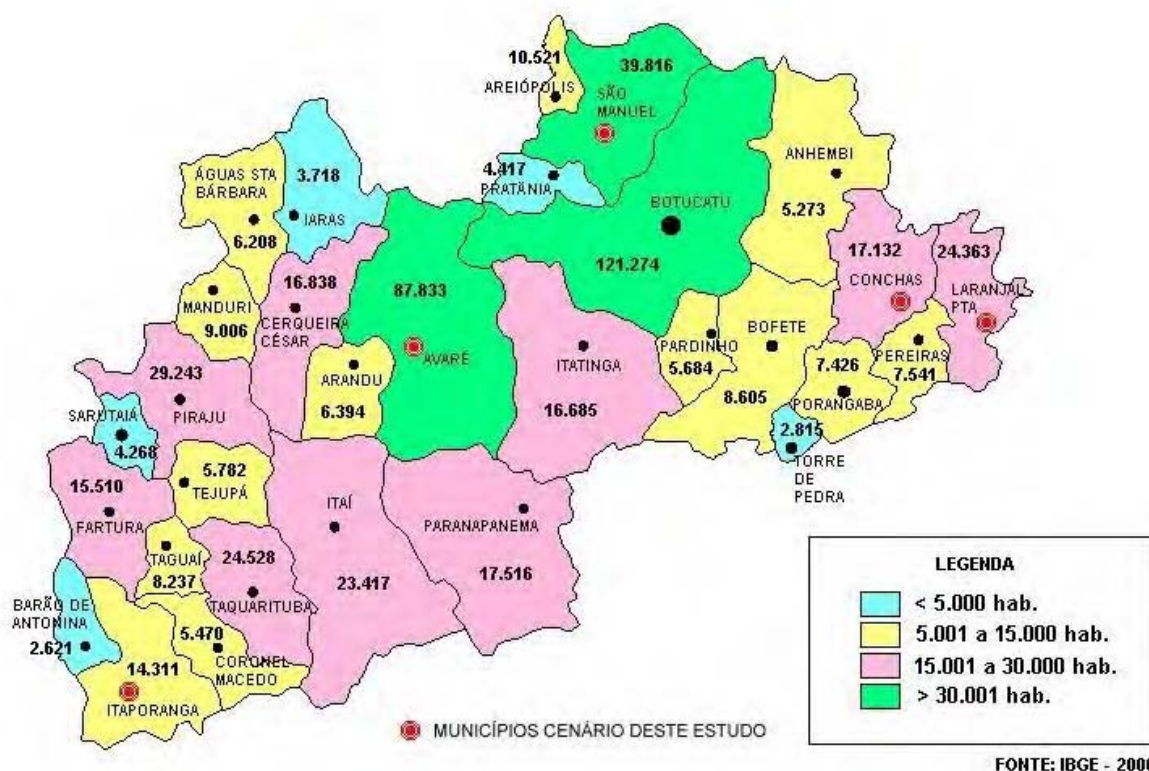 10.521
AREIÓPOLIS
39.816
SÃO
MANUEL
4.417
PRATÂNIA
BOTUCATU
121.274
ANHEMBI
5.273
ÁGUAS STA
BÁRBARA
6.208
3.718
IARAS
MANDURI
9.006
16.838
CERQUEIRA
CÉSAR
87.833
AVARÉ
ARANDU
6.394
ITATINGA
16.685
PARDINHO
5.684
BOFETE
8.605
17.132
CONCHAS
24.363
LARANJAL
PTA
PEREIRAS
7.541
7.426
PORANGABA
2.815
TORRE
DE
PEDRA
29.243
PIRAJU
SARUTAIÁ
4.268
15.510
FARTURA
5.782
TEJUPÁ
TAGUAÍ
8.237
24.528
TAQUARITUBA
ITAÍ
23.417
PARANAPANEMA
17.516
BARÃO DE
ANTONINA
2.621
14.311
ITAPORANGA
5.470
CORONEL
MACEDO
MUNICÍPIOS CENÁRIO DESTE ESTUDO
LEGENDA
< 5.000 hab.
5.001 a 15.000 hab.
15.001 a 30.000 hab.
> 30.001 hab.
FONTE: IBGE -